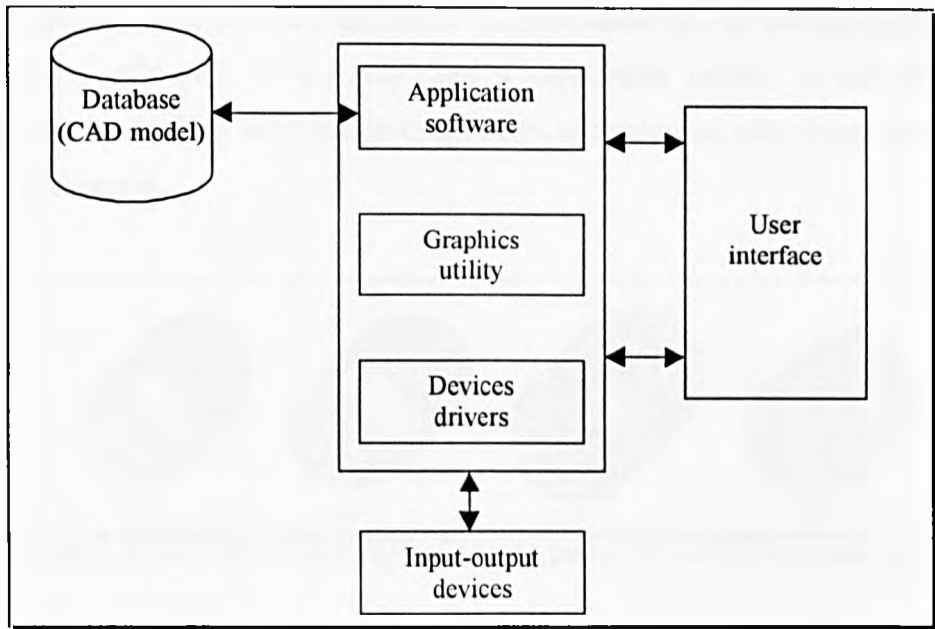 Database
(CAD model)
Application
software
Graphics
utility
Devices
drivers
User
interface
Input-output
devices